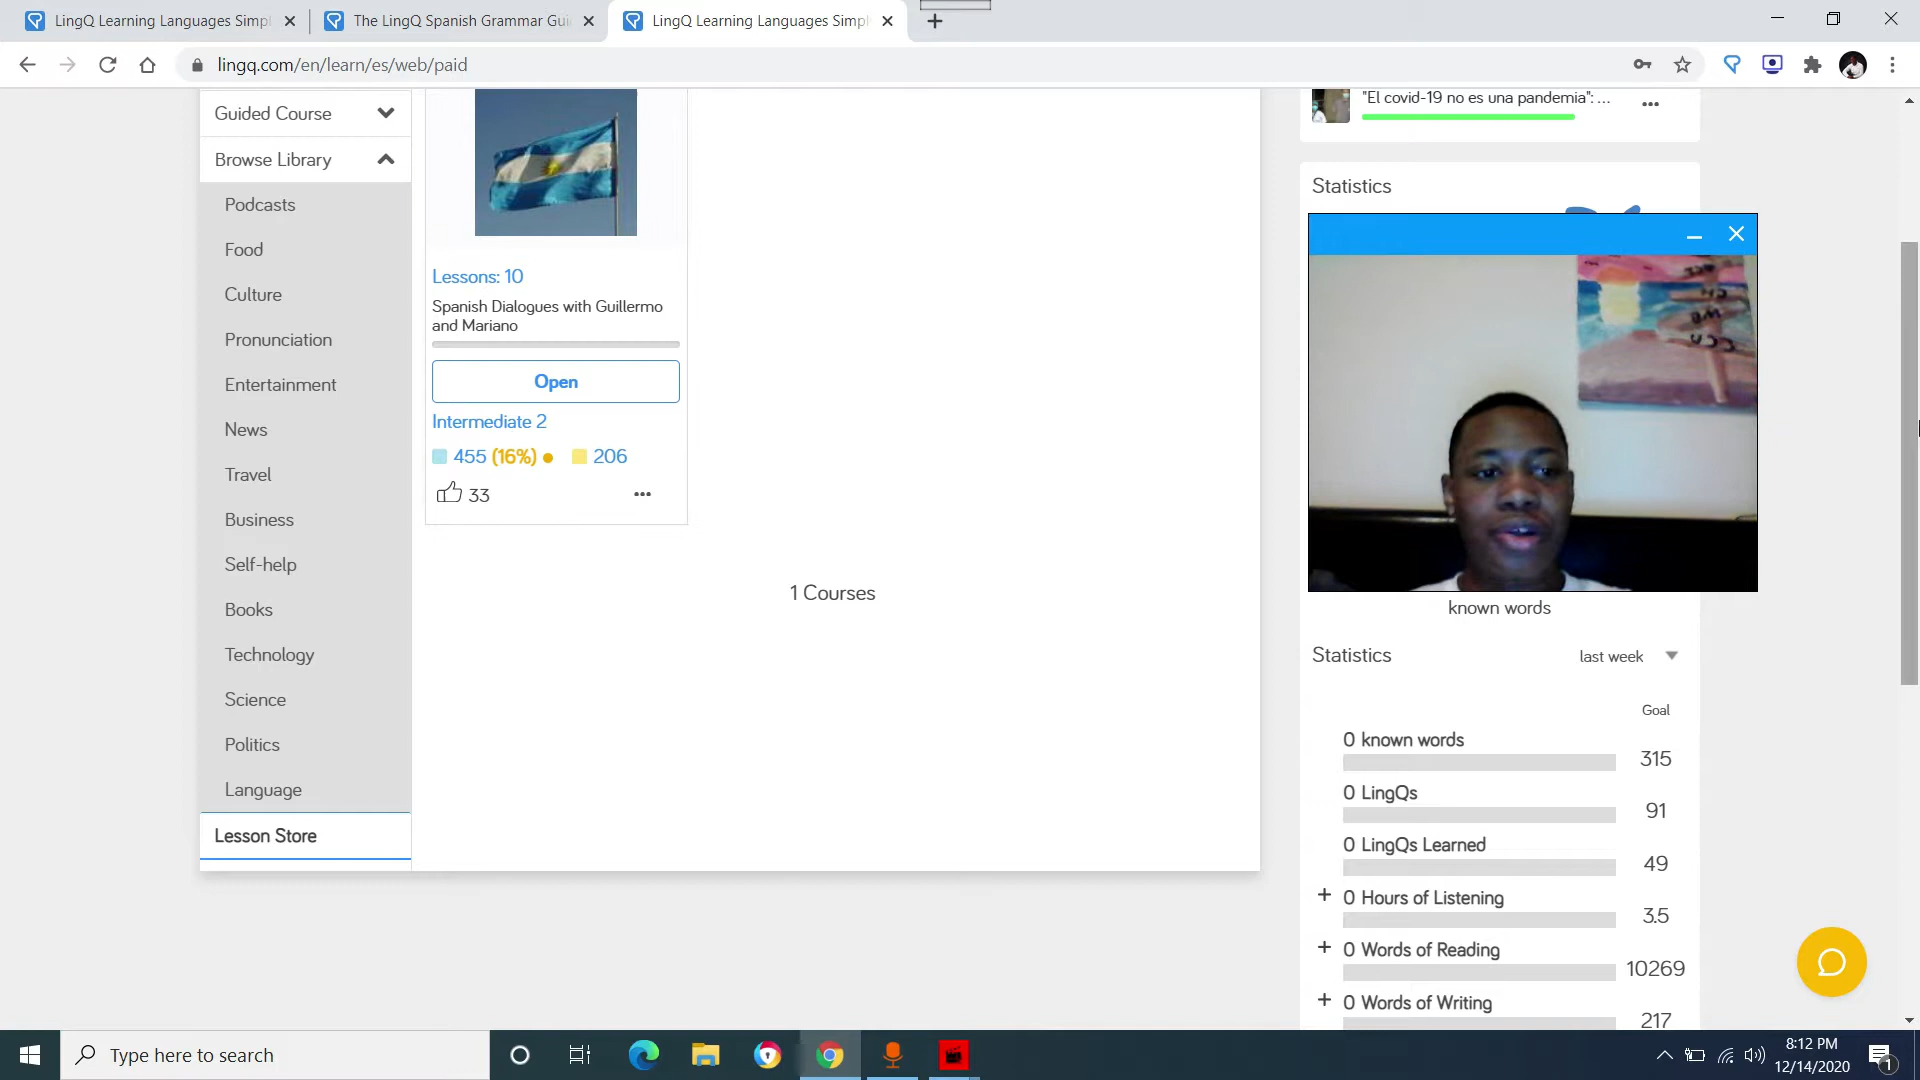 LingQ Learning Languages Simpl
The LingQ Spanish Grammar Gui
LingQ Learning Languages Simpl
lingq.com/en/learn/es/web/paid
Guided Course
Browse Library
Podcasts
Food
Culture
Pronunciation
Entertainment
News
Travel
Business
Self-help
Books
Technology
Science
Politics
Language
Lesson Store
Lessons: 10
Spanish Dialogues with Guillermo
and Mariano
Open
Intermediate 2
455 (16%) 206
33
1 Courses
"El covid-19 no es una pandemia": ...
Statistics
known words
Statistics last week
Goal
0 known words
315
0 LingQs
91
0 LingQs Learned
49
+ 0 Hours of Listening
3.5
+ 0 Words of Reading
10269
+ 0 Words of Writing
217
Type here to search
8:12 PM
12/14/2020
1